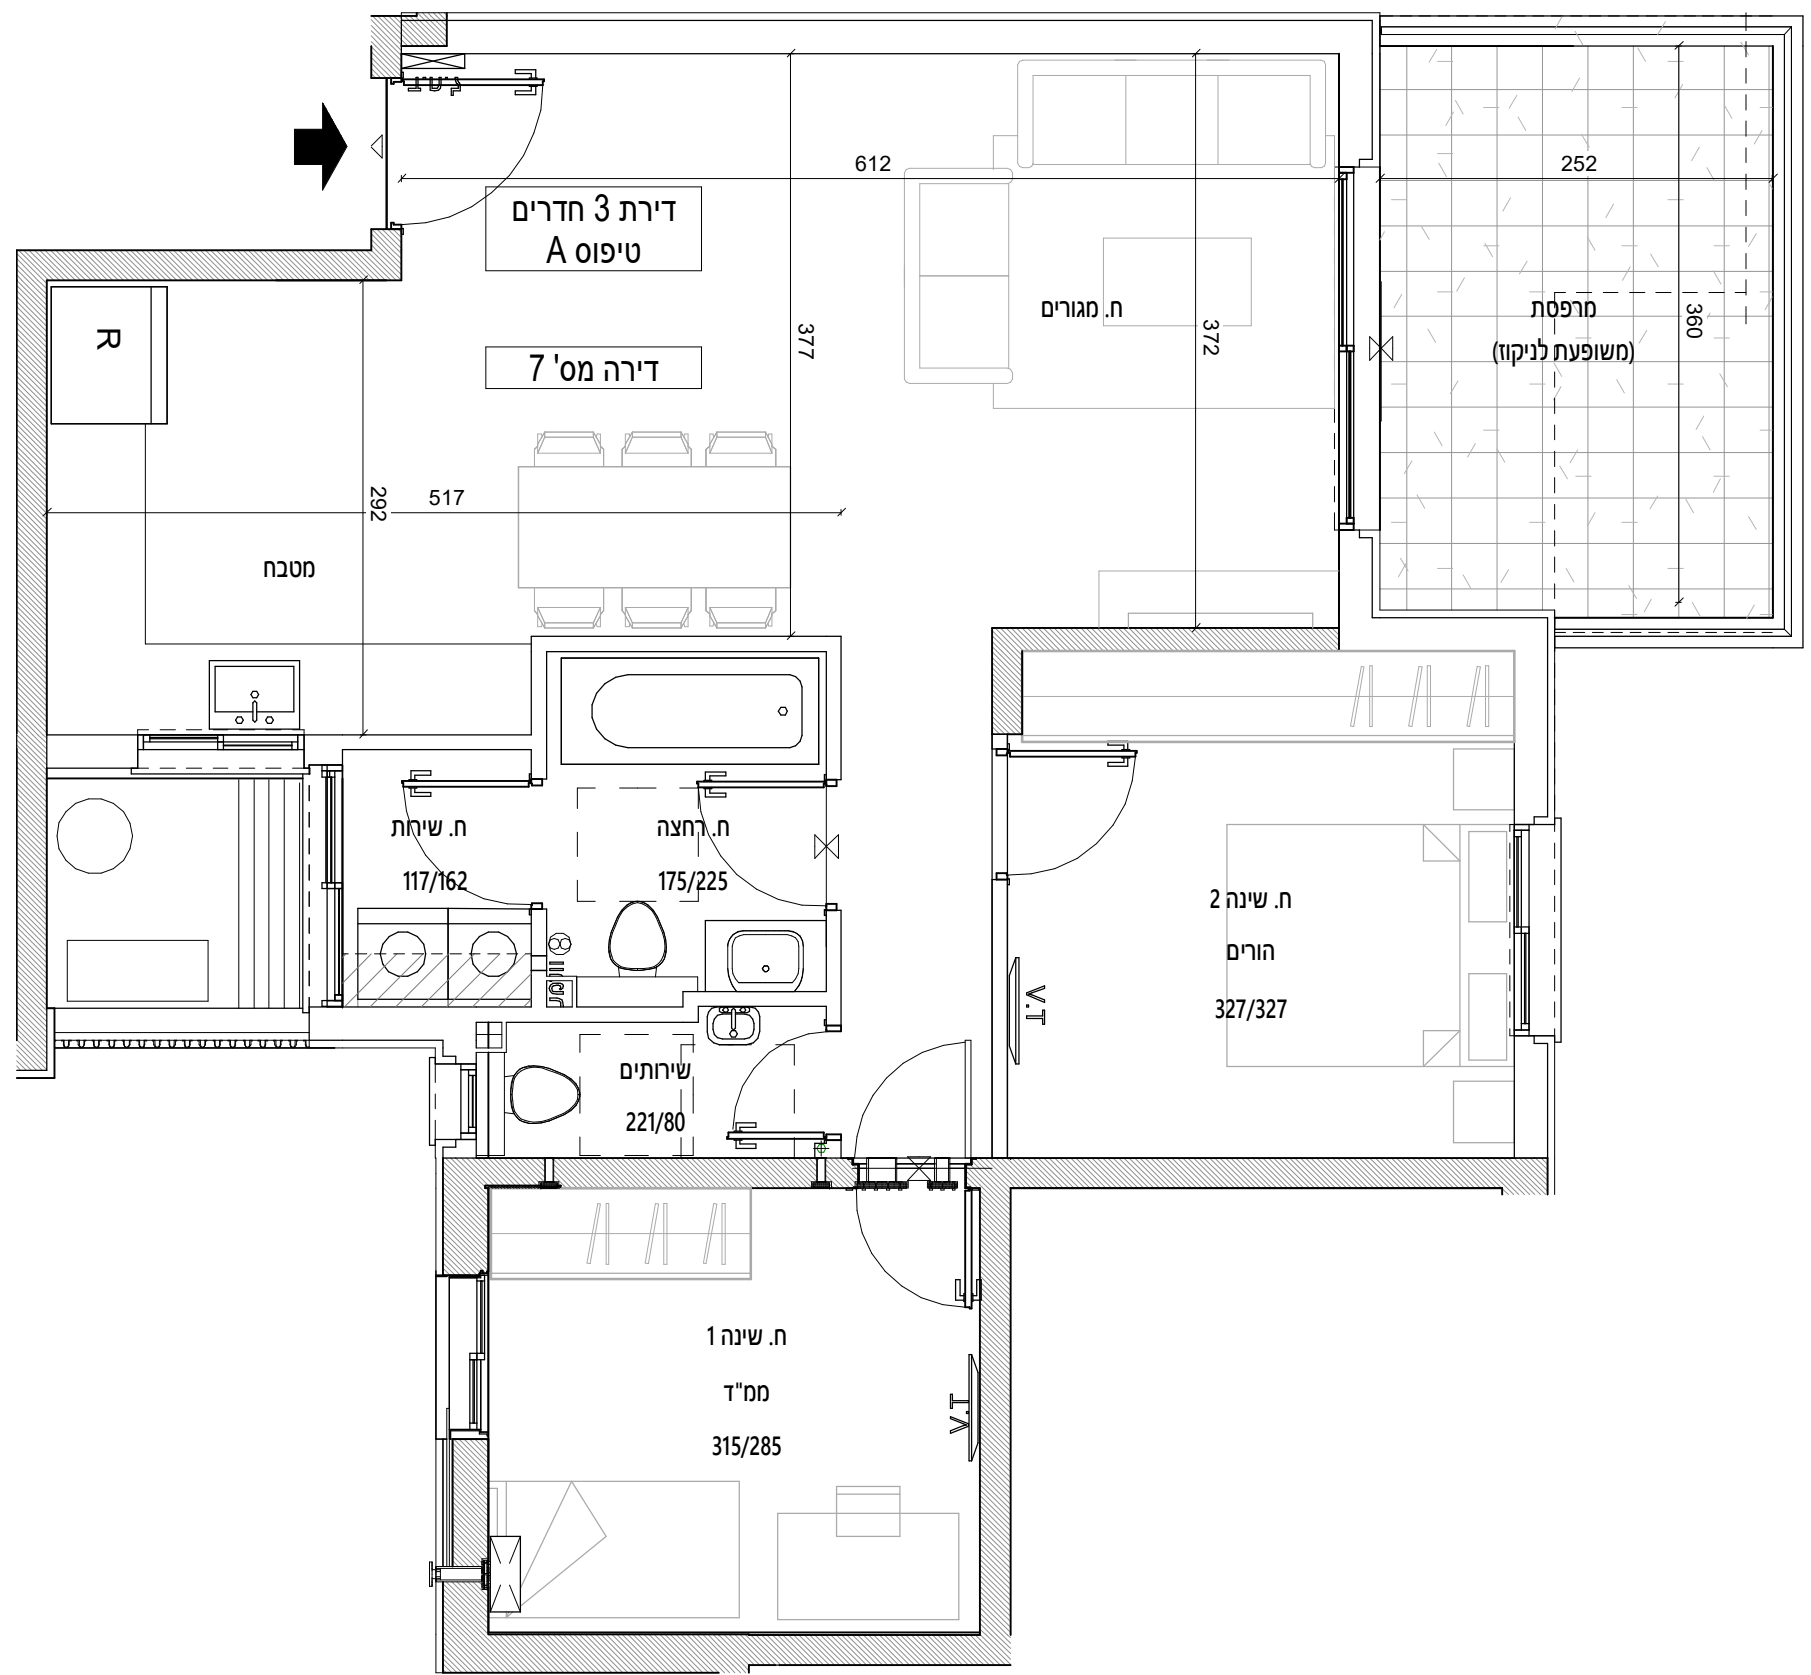 612
252
דירת 3 חדרים
טיפוס A
R
377
ח. מגורים
372
מרפסת
(משופעת לניקוז)
360
דירה מס' 7
292
517
מטבח
ח. שירות
117/162
ח. רחצה
175/225
ח. שינה 2
הורים
327/327
T.V
שירותים
221/80
ח. שינה 1
ממ"ד
315/285
T.V